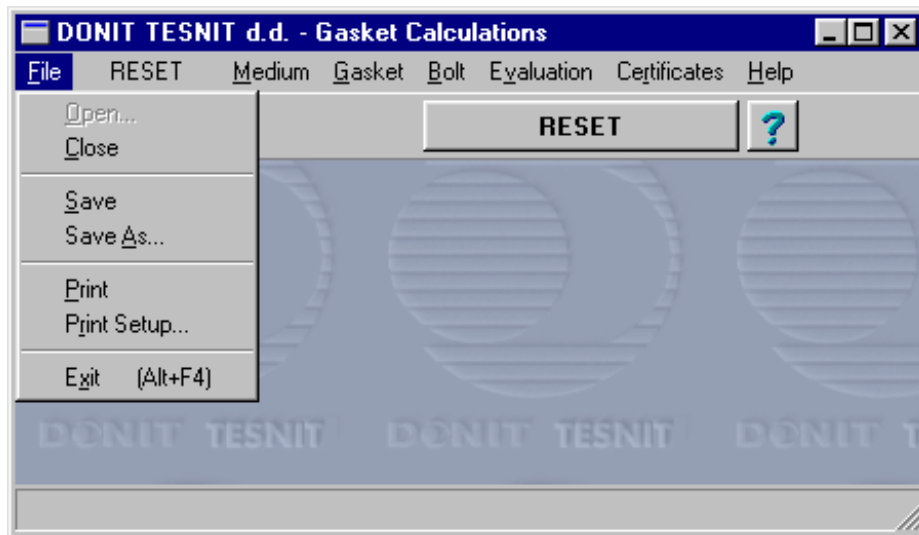 DONIT TESNIT d.d. - Gasket Calculations
File RESET Medium Gasket Bolt Evaluation Certificates Help
Open...
Close
RESET ?
Save
Save As...
Print
Print Setup...
Exit (Alt+F4)
DONIT TESNIT DONIT TESNIT DONIT T